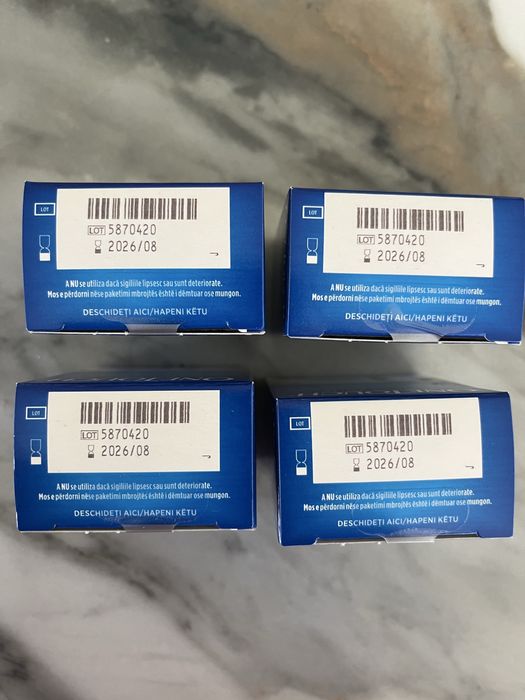 LOT
LOT 5870420
2026/08
A NU se utiliza dacă sigiliile lipsesc sau sunt deteriorate.
Mos e përdorni nëse paketimi mbrojtës është i dëmtuar ose mungon.
DESCHIDEȚI AICI/HAPENI KËTU
LOT
LOT 5870420
2026/08
A NU se utiliza dacă sigiliile lipsesc sau sunt deteriorate.
Mos e përdorni nëse paketimi mbrojtës është i dëmtuar ose mungon.
DESCHIDEȚI AICI/HAPENI KËTU
LOT
LOT 5870420
2026/08
A NU se utiliza dacă sigiliile lipsesc sau sunt deteriorate.
Mos e përdorni nëse paketimi mbrojtës është i dëmtuar ose mungon.
DESCHIDEȚI AICI/HAPENI KËTU
LOT
LOT 5870420
2026/08
A NU se utiliza dacă sigiliile lipsesc sau sunt deteriorate.
Mos e përdorni nëse paketimi mbrojtës është i dëmtuar ose mungon.
DESCHIDEȚI AICI/HAPENI KËTU